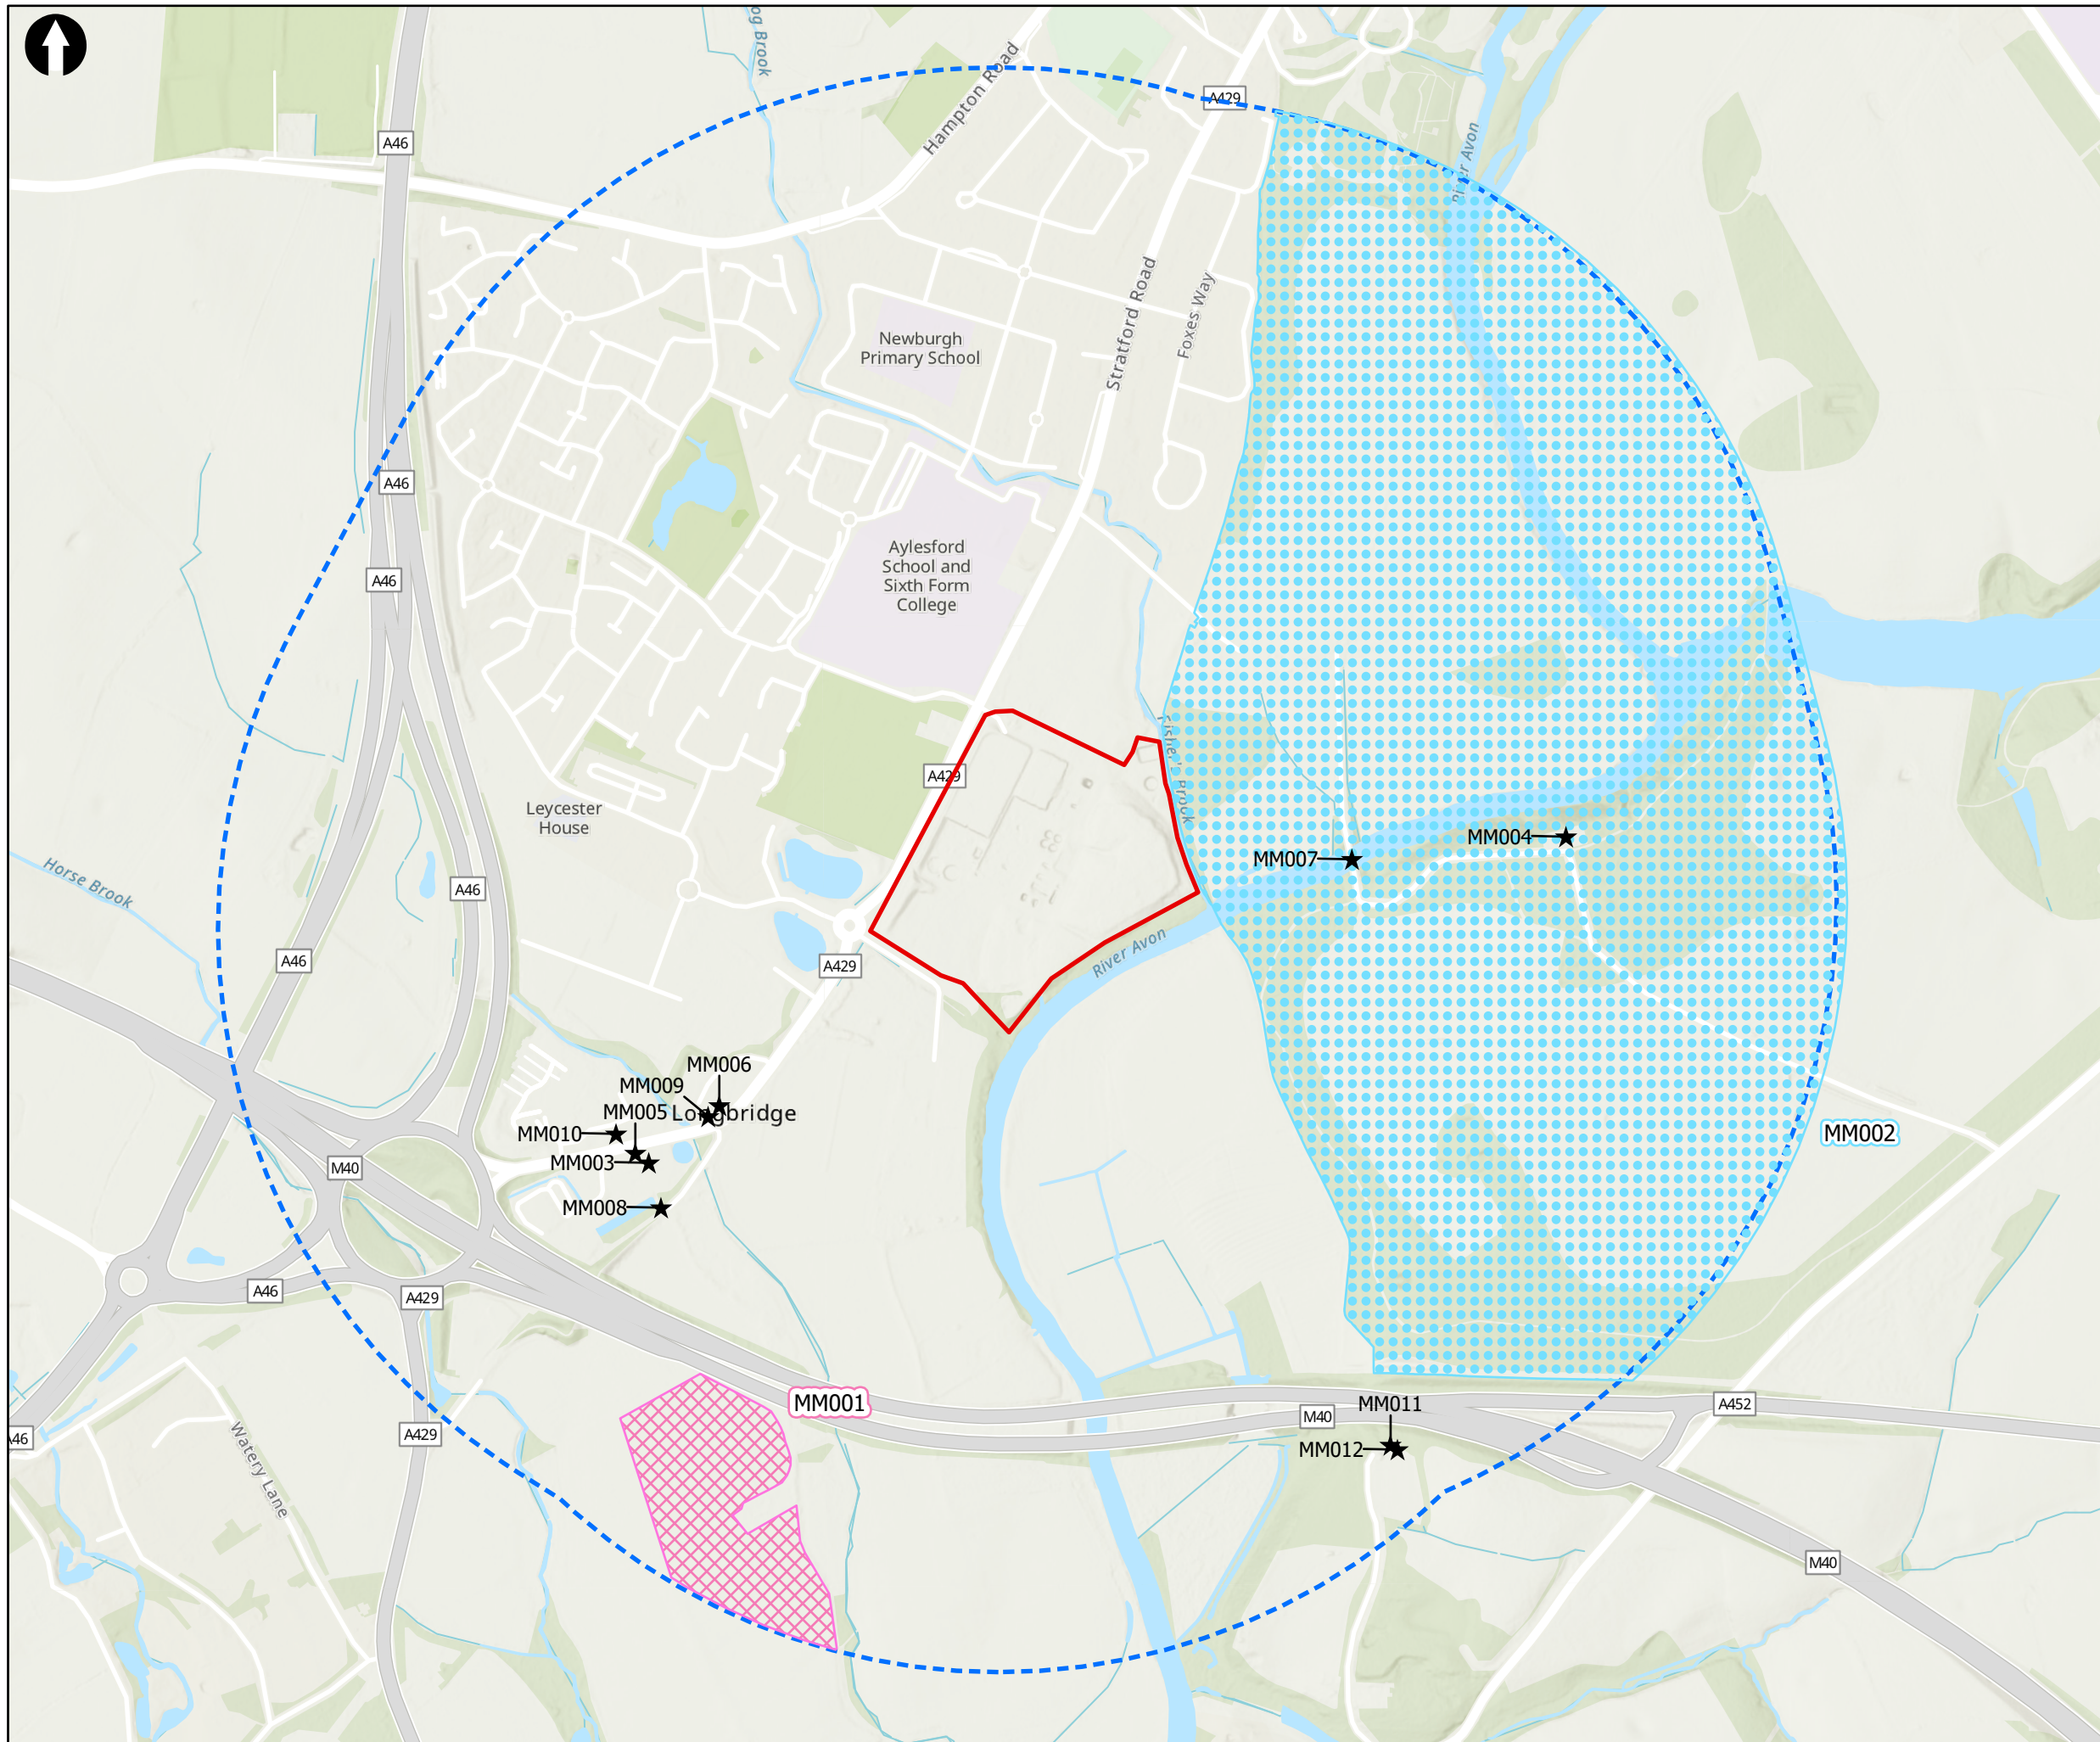 og Brook
Hampton Road
A429
A46
River Avon
Stratford Road
Foxes Way
Newburgh
Primary School
A46
Aylesford
School and
Sixth Form
College
A46
Fisher's Brook
A429
Leycester
House
MM004
MM007
Horse Brook
A46
River Avon
A46
A429
MM006
MM009
MM005
Longbridge
MM010
MM003
MM002
M40
MM008
A46
A429
MM001
MM011
A452
M40
A429
A46
MM012
Watery Lane
M40